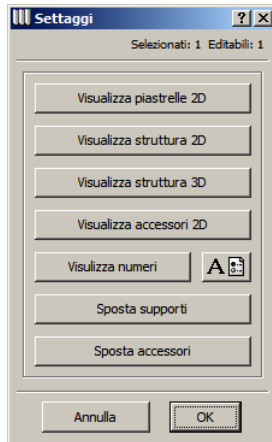 Settaggi
Selezionati: 1 Editabili: 1
Visualizza piastrelle 2D
Visualizza struttura 2D
Visualizza struttura 3D
Visualizza accessori 2D
Visulizza numeri A
Sposta supporti
Sposta accessori
Annulla OK